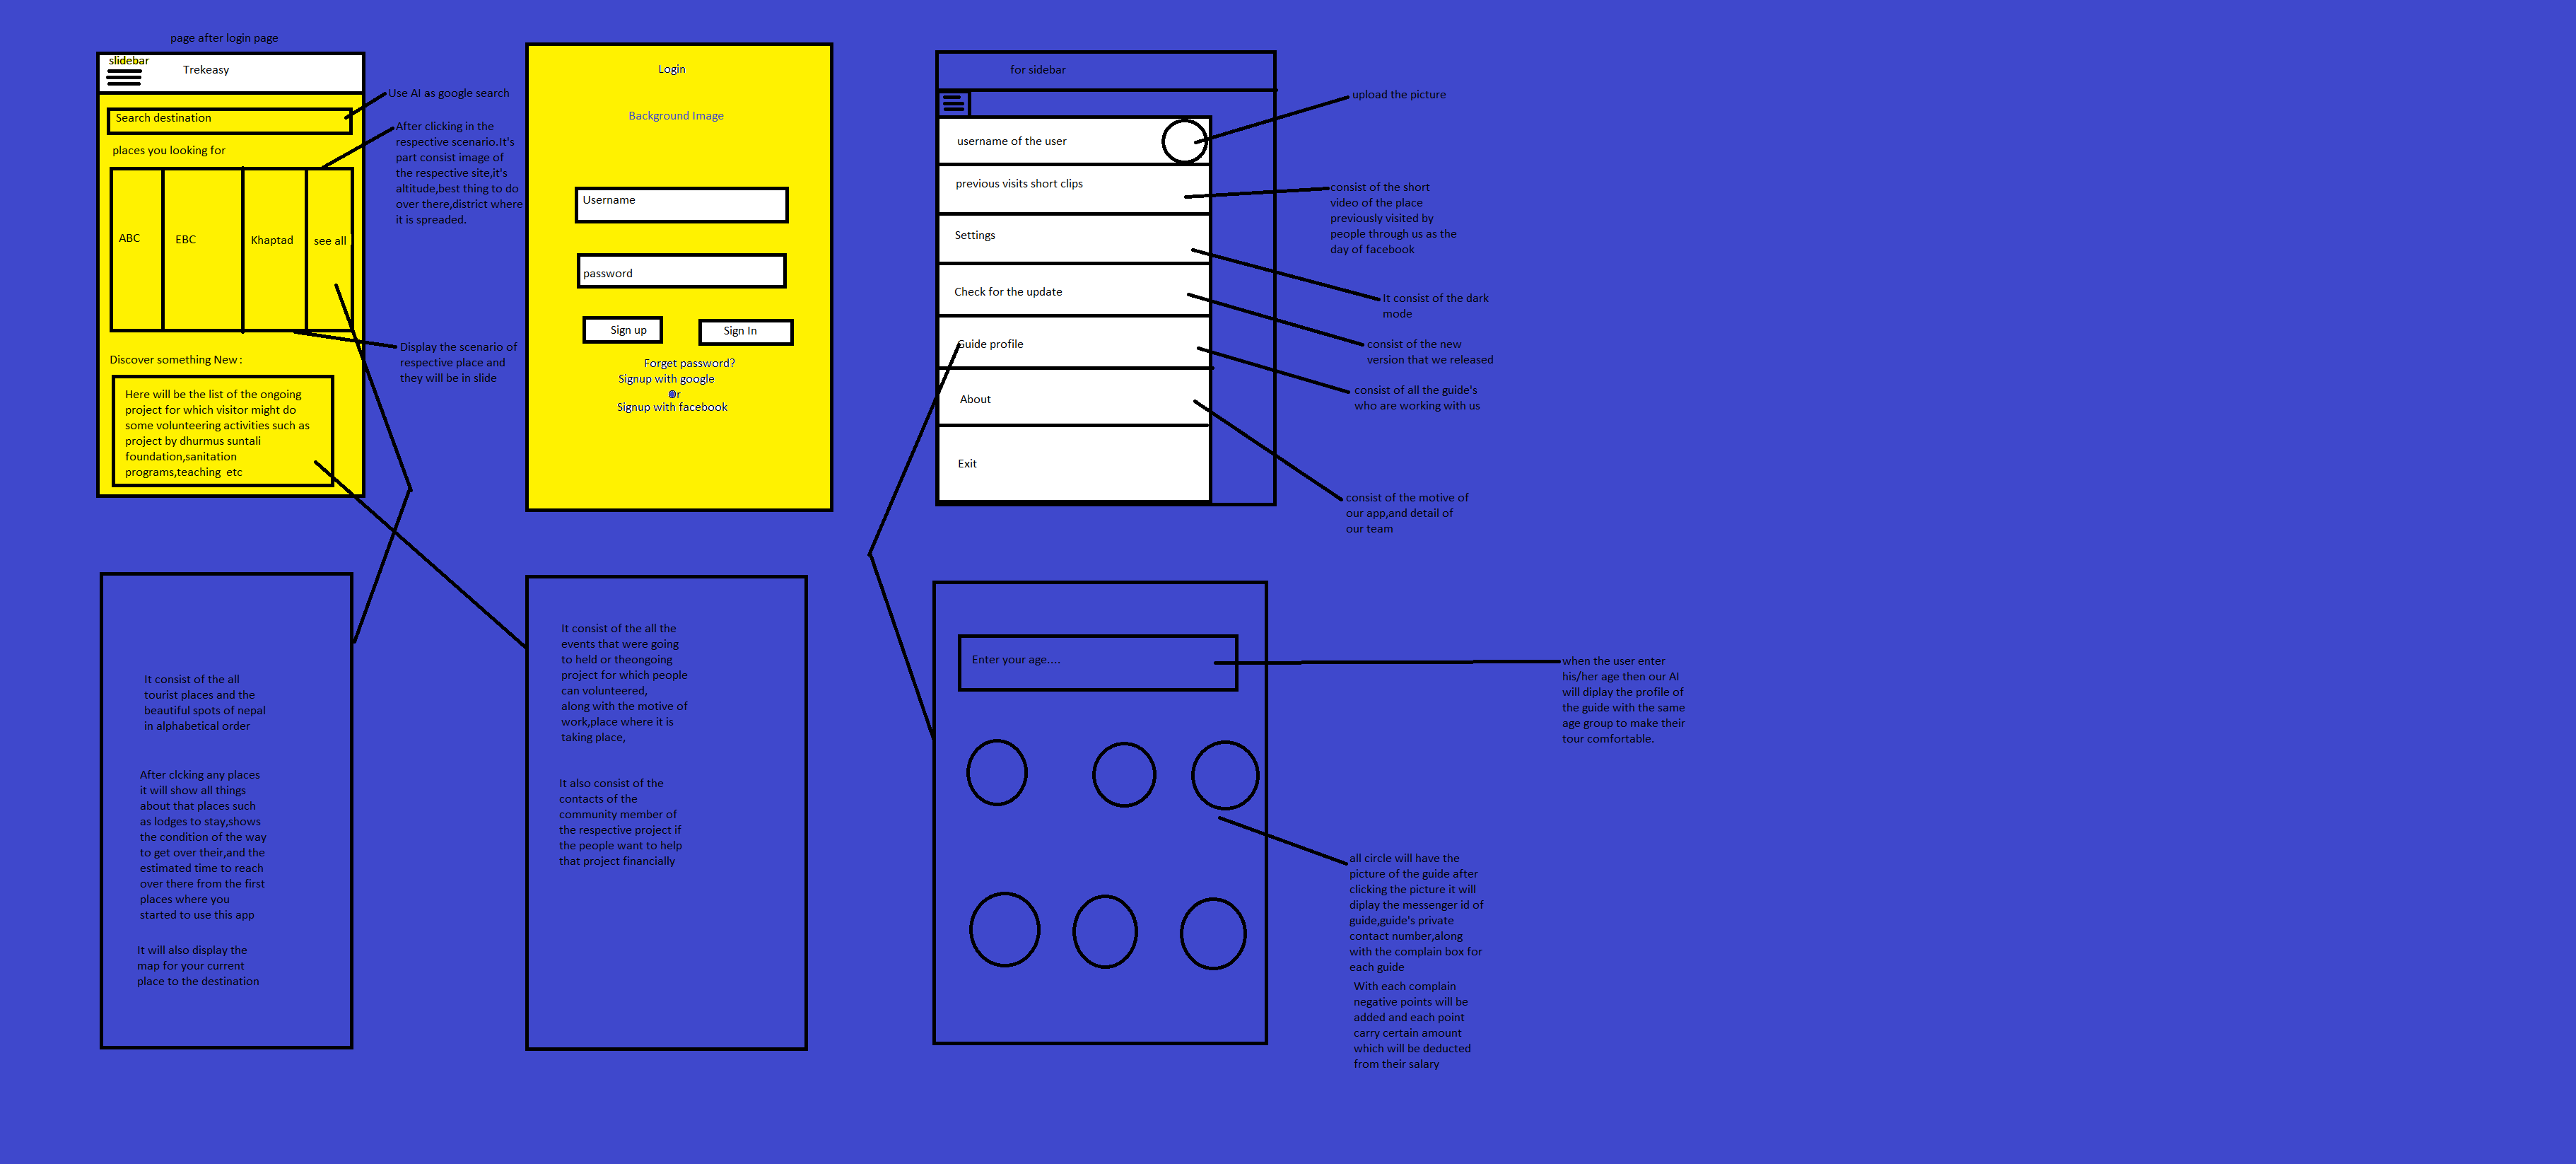 page after login page
slidebar
Trekeasy
Search destination
places you looking for
ABC
EBC
Khaptad
see all
Discover something New :
Here will be the list of the ongoing
project for which visitor might do
some volunteering activities such as
project by dhurmus suntali
foundation,sanitation
programs,teaching  etc
Use AI as google search
After clicking in the
respective scenario.It's
part consist image of
the respective site,it's
altitude,best thing to do
over there,district where
it is spreaded.
Display the scenario of
respective place and
they will be in slide
Login
Background Image
Username
password
Sign up
Sign In
Forget password?
Signup with google
Or
Signup with facebook
for sidebar
username of the user
previous visits short clips
Settings
Check for the update
Guide profile
About
Exit
upload the picture
consist of the short
video of the place
previously visited by
people through us as the
day of facebook
It consist of the dark
mode
consist of the new
version that we released
consist of all the guide's
who are working with us
consist of the motive of
our app,and detail of
our team
It consist of the all
tourist places and the
beautiful spots of nepal
in alphabetical order
After clcking any places
it will show all things
about that places such
as lodges to stay,shows
the condition of the way
to get over their,and the
estimated time to reach
over there from the first
places where you
started to use this app
It will also display the
map for your current
place to the destination
It consist of the all the
events that were going
to held or theongoing
project for which people
can volunteered,
along with the motive of
work,place where it is
taking place,
It also consist of the
contacts of the
community member of
the respective project if
the people want to help
that project financially
Enter your age....
when the user enter
his/her age then our AI
will diplay the profile of
the guide with the same
age group to make their
tour comfortable.
all circle will have the
picture of the guide after
clicking the picture it will
diplay the messenger id of
guide,guide's private
contact number,along
with the complain box for
each guide
With each complain
negative points will be
added and each point
carry certain amount
which will be deducted
from their salary